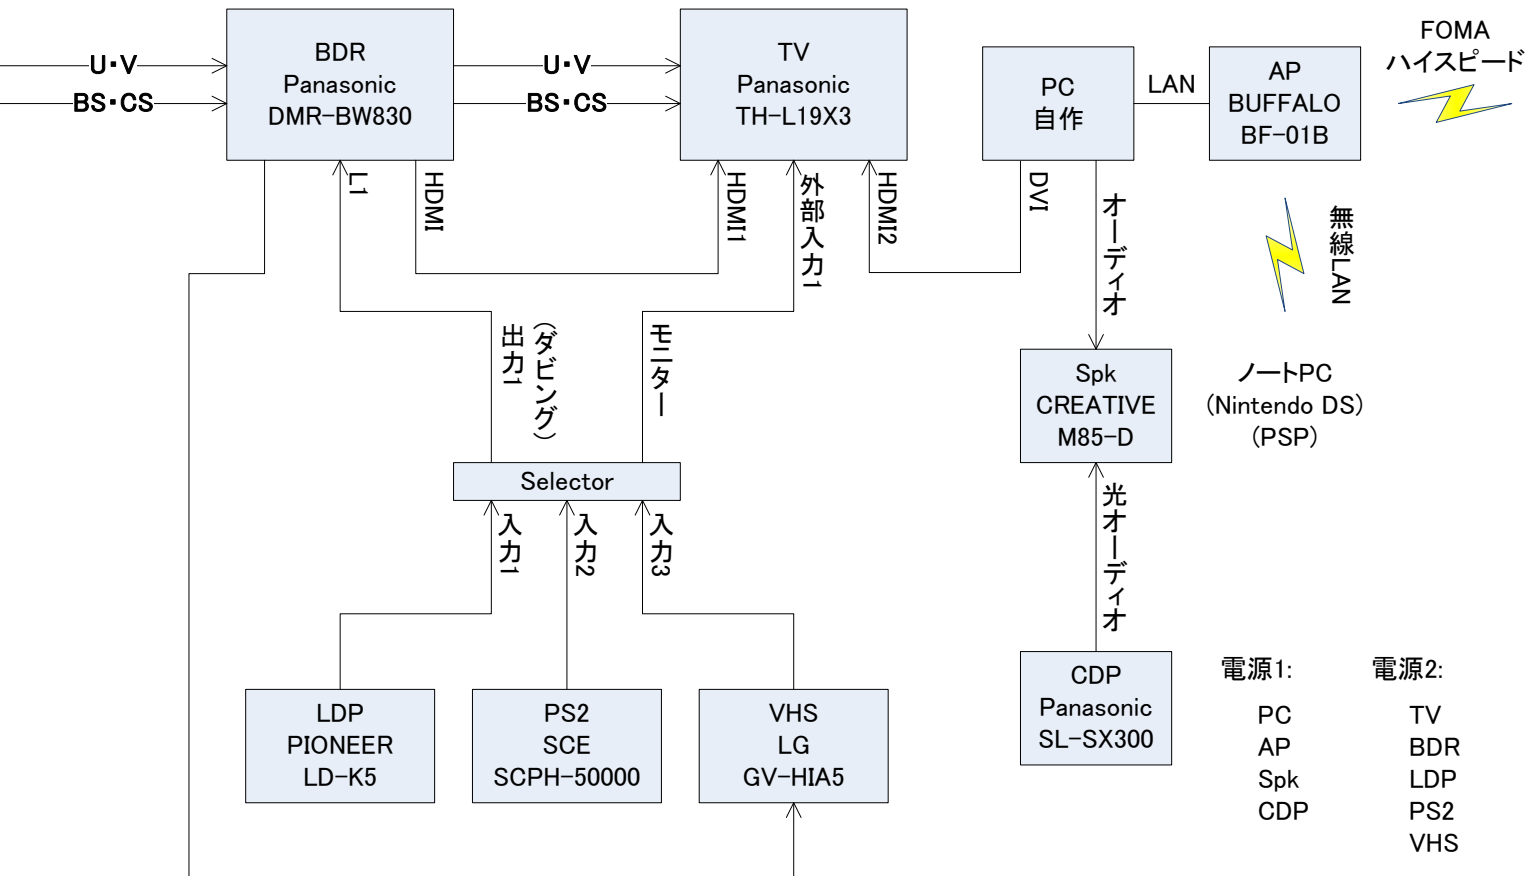 U・V
BS・CS
BDR
Panasonic
DMR-BW830
U・V
BS・CS
TV
Panasonic
TH-L19X3
PC
自作
LAN
AP
BUFFALO
BF-01B
FOMA
ハイスピード
L1
HDMI
HDMI1
外部入力1
HDMI2
DVI
オーディオ
無線LAN
出力1
(ダビング)
モニター
Spk
CREATIVE
M85-D
ノートPC
(Nintendo DS)
(PSP)
Selector
入力1
入力2
入力3
光オーディオ
LDP
PIONEER
LD-K5
PS2
SCE
SCPH-50000
VHS
LG
GV-HIA5
CDP
Panasonic
SL-SX300
電源1:
PC
AP
Spk
CDP
電源2:
TV
BDR
LDP
PS2
VHS